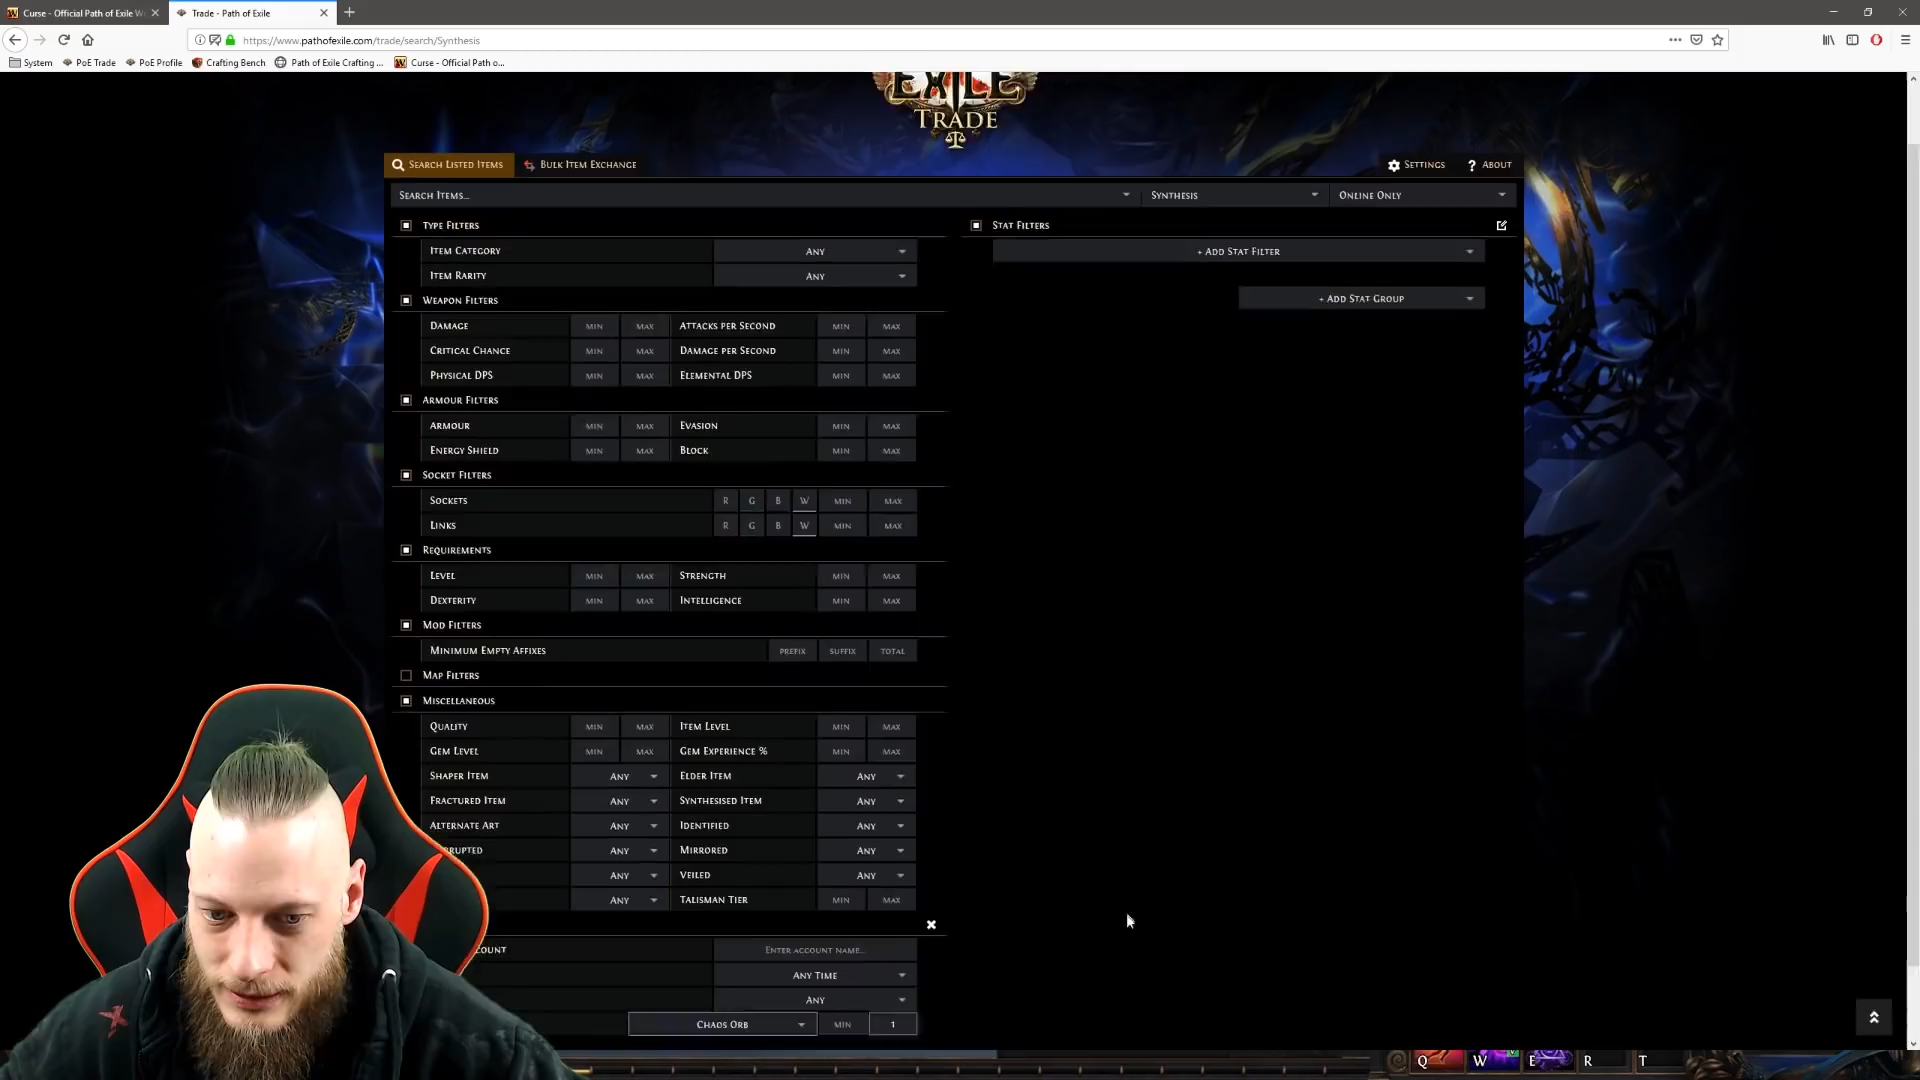 Curse - Official Path of Exile W
Trade - Path of Exile
https://www.pathofexile.com/trade/search/Synthesis
System
PoE Trade
PoE Profile
Crafting Bench
Path of Exile Crafting ...
Curse - Official Path o...
EXILE
TRADE
SEARCH LISTED ITEMS
BULK ITEM EXCHANGE
SETTINGS
? ABOUT
SEARCH ITEMS...
SYNTHESIS
ONLINE ONLY
TYPE FILTERS
STAT FILTERS
ITEM CATEGORY ANY
+ ADD STAT FILTER
ITEM RARITY ANY
WEAPON FILTERS
+ ADD STAT GROUP
DAMAGE MIN MAX ATTACKS PER SECOND MIN MAX
CRITICAL CHANCE MIN MAX DAMAGE PER SECOND MIN MAX
PHYSICAL DPS MIN MAX ELEMENTAL DPS MIN MAX
ARMOUR FILTERS
ARMOUR MIN MAX EVASION MIN MAX
ENERGY SHIELD MIN MAX BLOCK MIN MAX
SOCKET FILTERS
SOCKETS R G B W MIN MAX
LINKS R G B W MIN MAX
REQUIREMENTS
LEVEL MIN MAX STRENGTH MIN MAX
DEXTERITY MIN MAX INTELLIGENCE MIN MAX
MOD FILTERS
MINIMUM EMPTY AFFIXES PREFIX SUFFIX TOTAL
MAP FILTERS
MISCELLANEOUS
QUALITY MIN MAX ITEM LEVEL MIN MAX
GEM LEVEL MIN MAX GEM EXPERIENCE % MIN MAX
SHAPER ITEM ANY ELDER ITEM ANY
FRACTURED ITEM ANY SYNTHESISED ITEM ANY
ALTERNATE ART ANY IDENTIFIED ANY
RUPTED ANY MIRRORED ANY
ANY VEILED ANY
ANY TALISMAN TIER MIN MAX
COUNT ENTER ACCOUNT NAME...
ANY TIME
ANY
CHAOS ORB MIN 1
Q W E R T